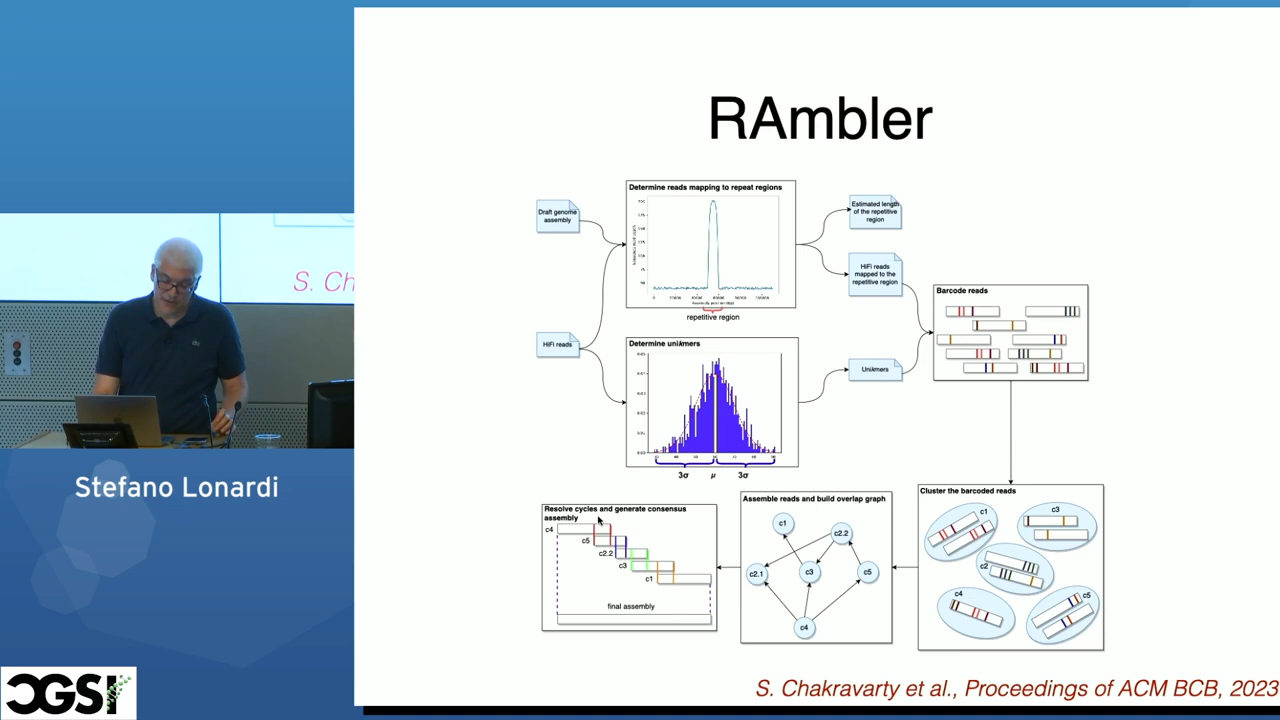 RAmbler
Determine reads mapping to repeat regions
Draft genome
assembly
Estimated length
of the repetitive
region
HiFi reads
mapped to the
repetitive region
repetitive region
Barcode reads
HiFi reads
Determine unikmers
Unikmers
3σ μ 3σ
Cluster the barcoded reads
c1
c3
c2
c4
c5
Assemble reads and build overlap graph
c1
c2.2
c2.1
c3
c5
c4
Resolve cycles and generate consensus
assembly
c4
c5
c2.2
c3
c1
final assembly
S. Chakravarty et al., Proceedings of ACM BCB, 2023
S. Ch
Stefano Lonardi
CGSI